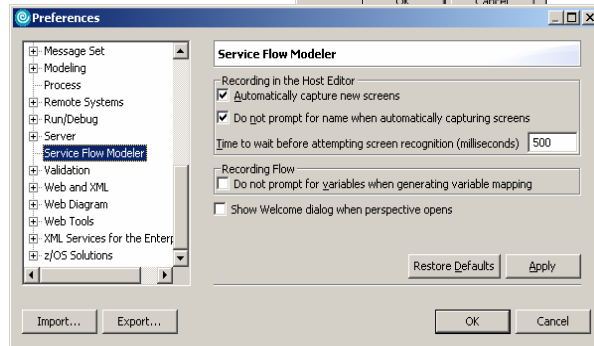 OK Cancel
Preferences
Message Set
Modeling
Process
Remote Systems
Run/Debug
Server
Service Flow Modeler
Validation
Web and XML
Web Diagram
Web Tools
XML Services for the Enterp
z/OS Solutions
Service Flow Modeler
Recording in the Host Editor
Automatically capture new screens
Do not prompt for name when automatically capturing screens
Time to wait before attempting screen recognition (milliseconds) 500
Recording Flow
Do not prompt for variables when generating variable mapping
Show Welcome dialog when perspective opens
Restore Defaults Apply
Import... Export... OK Cancel